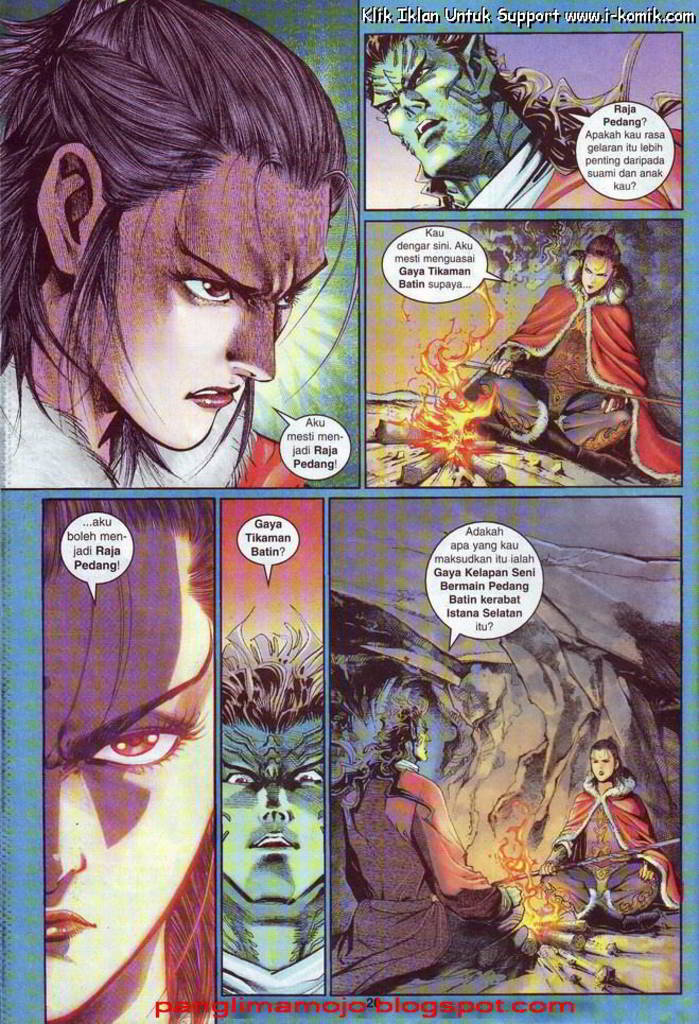 Klik Iklan Untuk Support www.i-komik.com
Aku
mesti men-
jadi Raja
Pedang!
Raja
Pedang?
Apakah kau rasa
gelaran itu lebih
penting daripada
suami dan anak
kau?
Kau
dengar sini. Aku
mesti menguasai
Gaya Tikaman
Batin supaya...
...aku
boleh men-
jadi Raja
Pedang!
Gaya
Tikaman
Batin?
Adakah
apa yang kau
maksudkan itu ialah
Gaya Kelapan Seni
Bermain Pedang
Batin kerabat
Istana Selatan
itu?
panglimamojo.blogspot.com